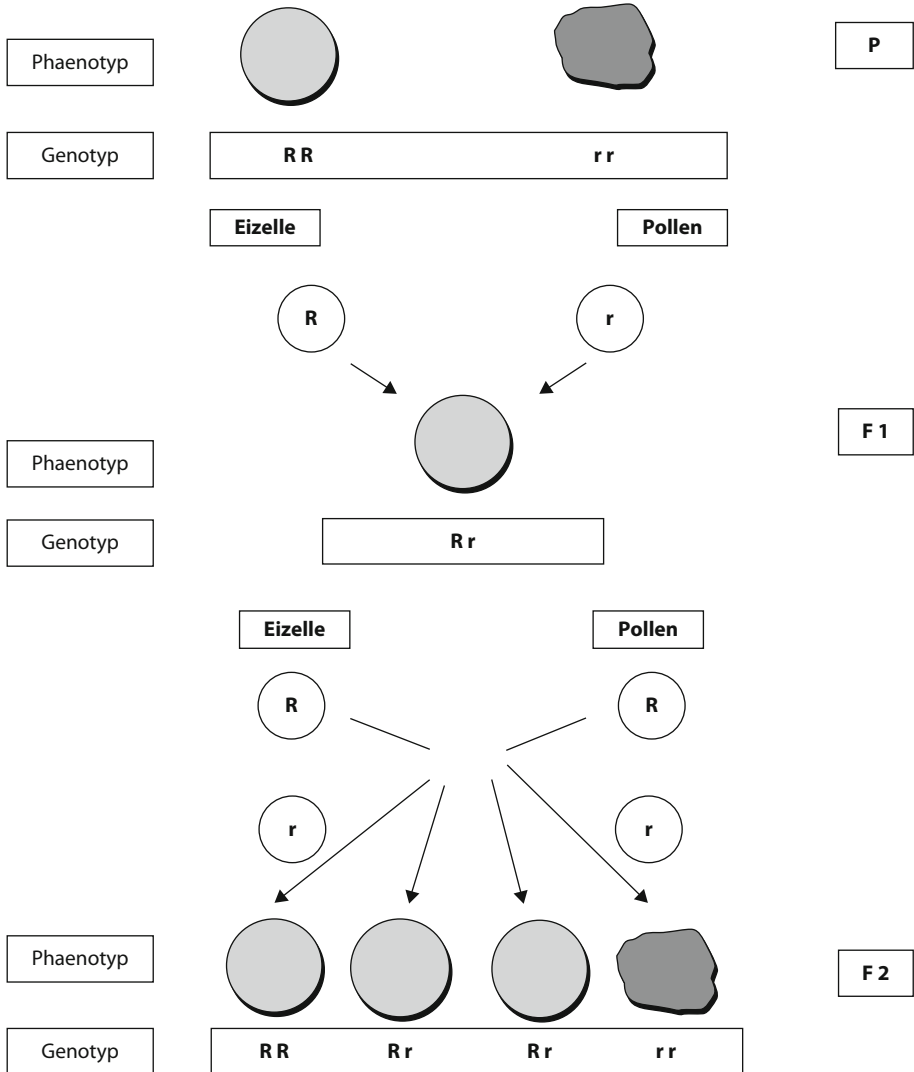 Phaenotyp P
Genotyp R R r r
Eizelle Pollen
R r
F 1
Phaenotyp
Genotyp R r
Eizelle Pollen
R R
r r
Phaenotyp F 2
Genotyp R R R r R r r r